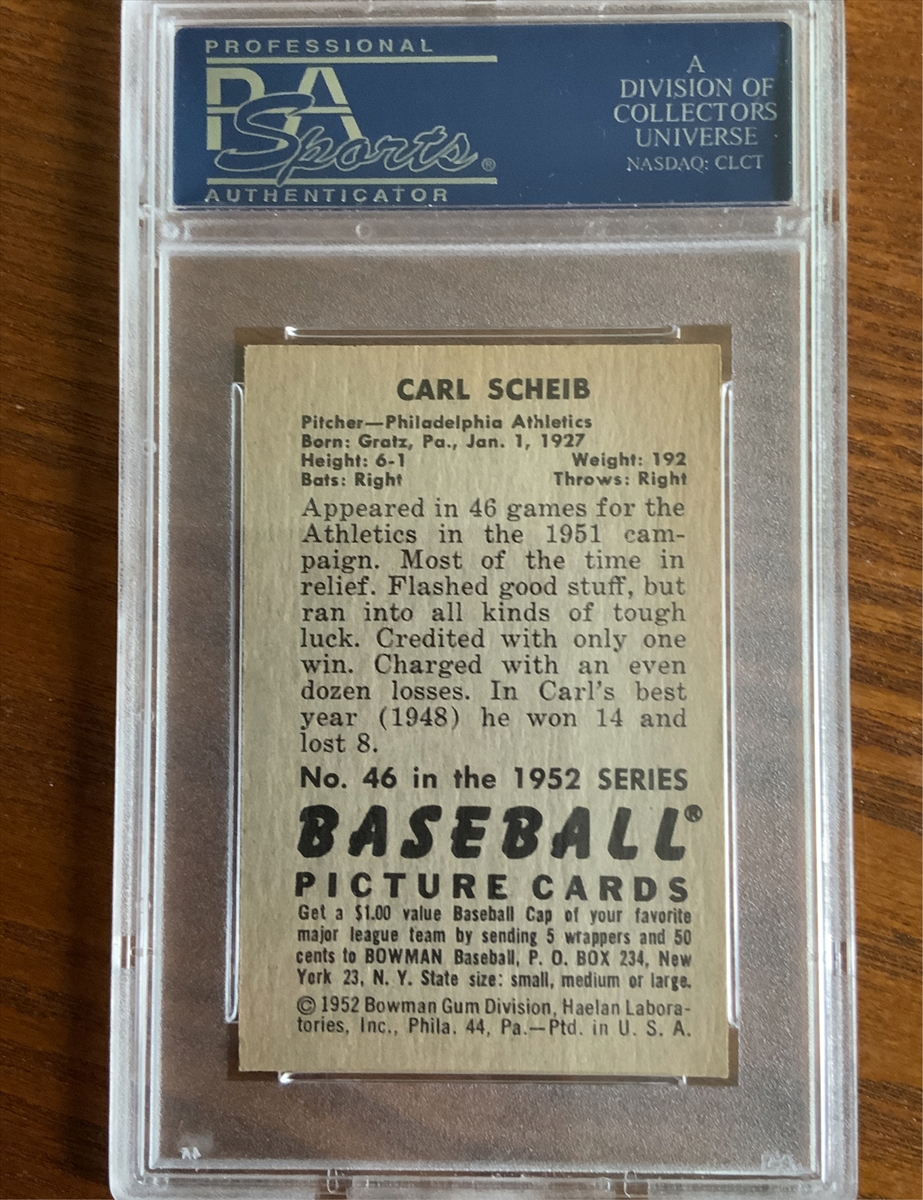 PROFESSIONAL
PSA
Sports®
AUTHENTICATOR
A
DIVISION OF
COLLECTORS
UNIVERSE
NASDAQ: CLCT
CARL SCHEIB
Pitcher—Philadelphia Athletics
Born: Gratz, Pa., Jan. 1, 1927
Height: 6-1 Weight: 192
Bats: Right Throws: Right
Appeared in 46 games for the
Athletics in the 1951 cam-
paign. Most of the time in
relief. Flashed good stuff, but
ran into all kinds of tough
luck. Credited with only one
win. Charged with an even
dozen losses. In Carl's best
year (1948) he won 14 and
lost 8.
No. 46 in the 1952 SERIES
BASEBALL®
PICTURE CARDS
Get a $1.00 value Baseball Cap of your favorite
major league team by sending 5 wrappers and 50
cents to BOWMAN Baseball, P. O. BOX 234, New
York 23, N. Y. State size: small, medium or large.
© 1952 Bowman Gum Division, Haelan Labora-
tories, Inc., Phila. 44, Pa.—Ptd. in U. S. A.